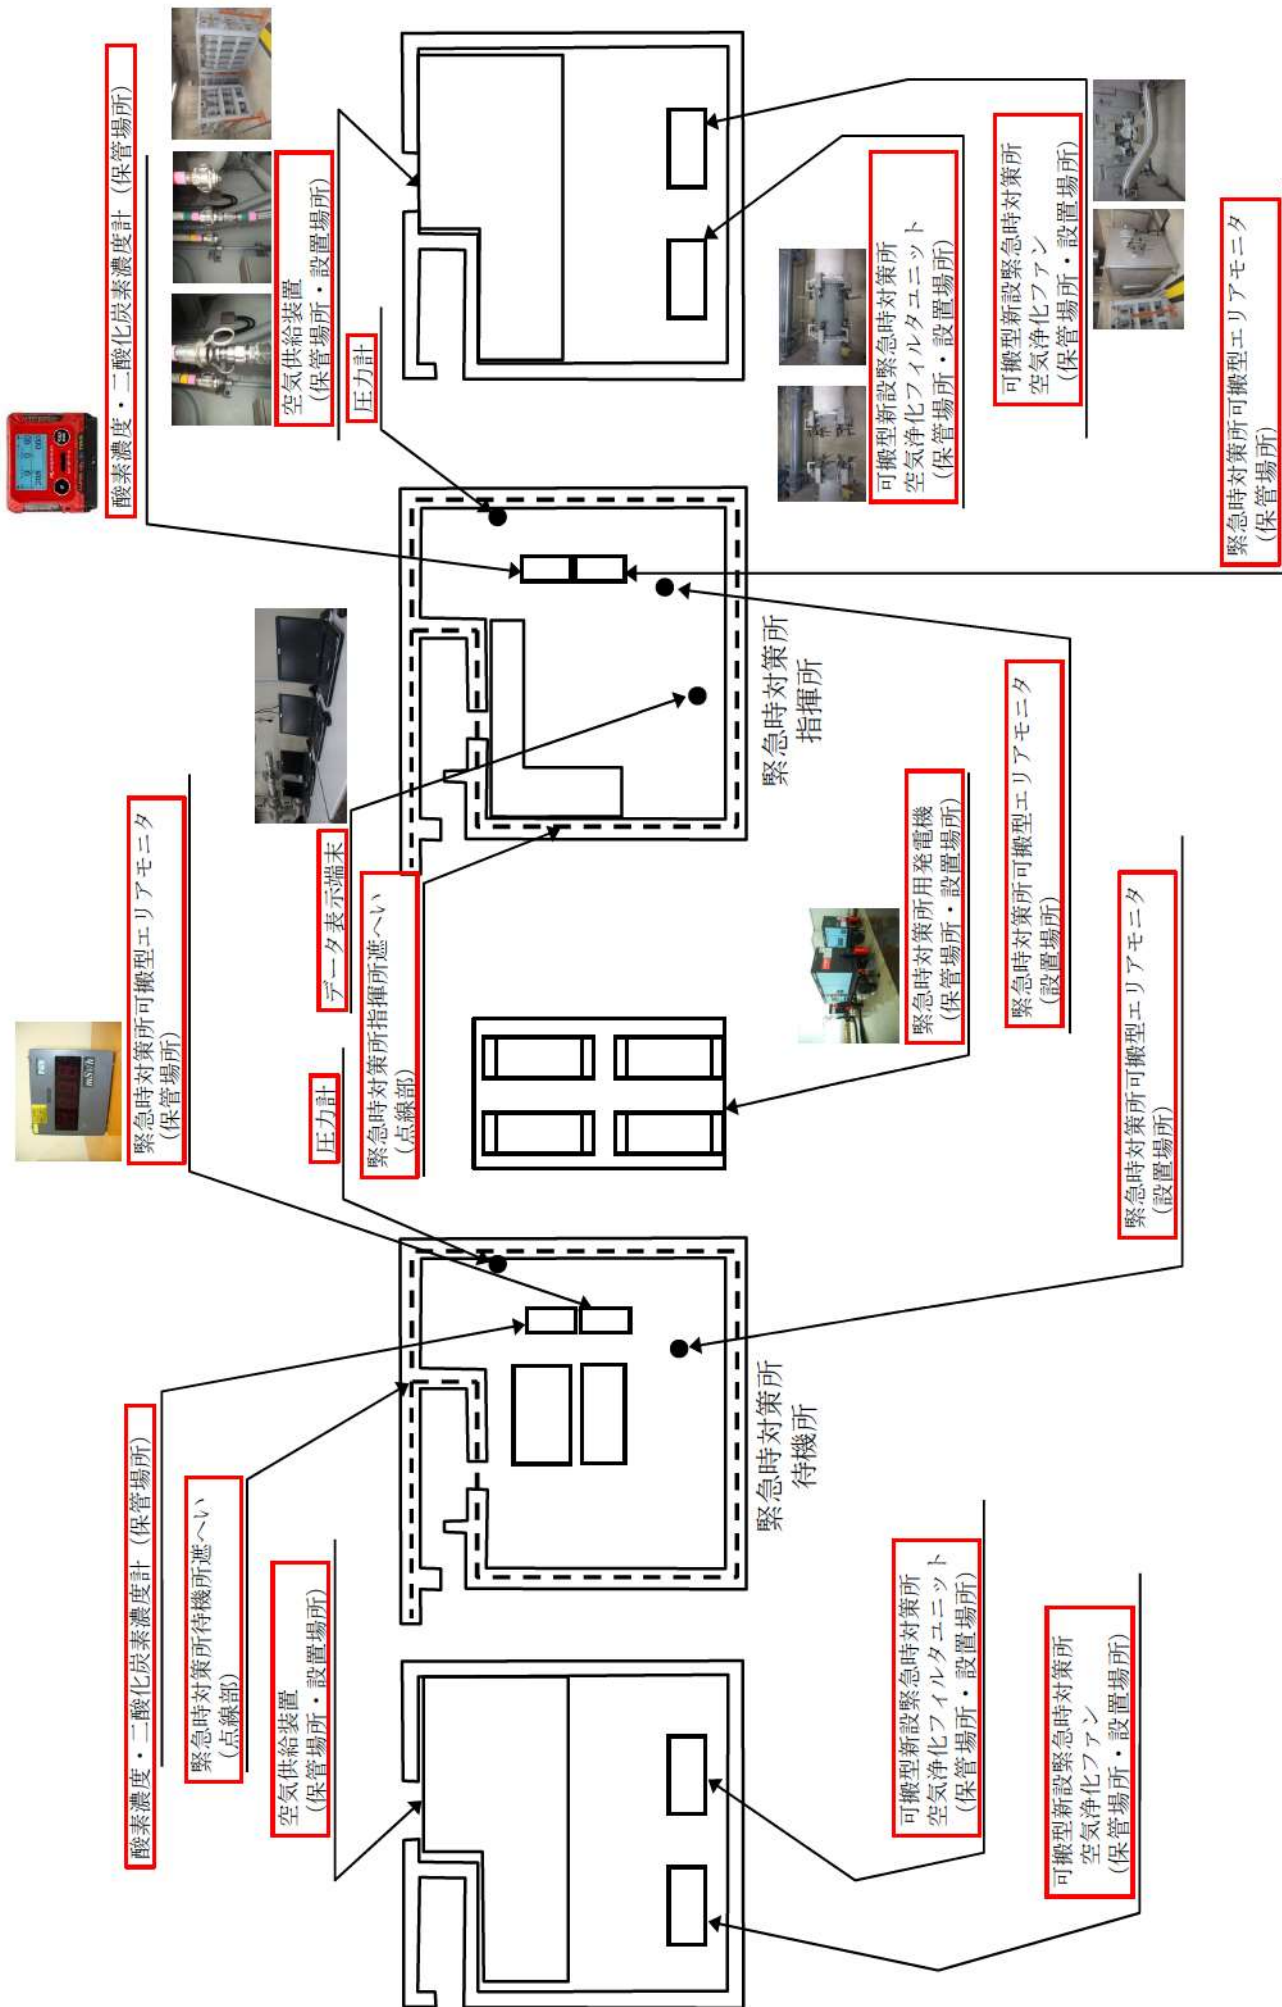 酸素濃度・二酸化炭素濃度計（保管場所）
緊急時対策所待機所遮へい
（点線部）
空気供給装置
（保管場所・設置場所）
緊急時対策所可搬型エリアモニタ
（保管場所）
圧力計
緊急時対策所指揮所遮へい
（点線部）
データ表示端末
酸素濃度・二酸化炭素濃度計（保管場所）
空気供給装置
（保管場所・設置場所）
圧力計
緊急時対策所
待機所
緊急時対策所
指揮所
可搬型新設緊急時対策所
空気浄化フィルタユニット
（保管場所・設置場所）
可搬型新設緊急時対策所
空気浄化ファン
（保管場所・設置場所）
緊急時対策所可搬型エリアモニタ
（設置場所）
緊急時対策所用発電機
（保管場所・設置場所）
緊急時対策所可搬型エリアモニタ
（設置場所）
可搬型新設緊急時対策所
空気浄化フィルタユニット
（保管場所・設置場所）
可搬型新設緊急時対策所
空気浄化ファン
（保管場所・設置場所）
緊急時対策所可搬型エリアモニタ
（保管場所）
mSv/h